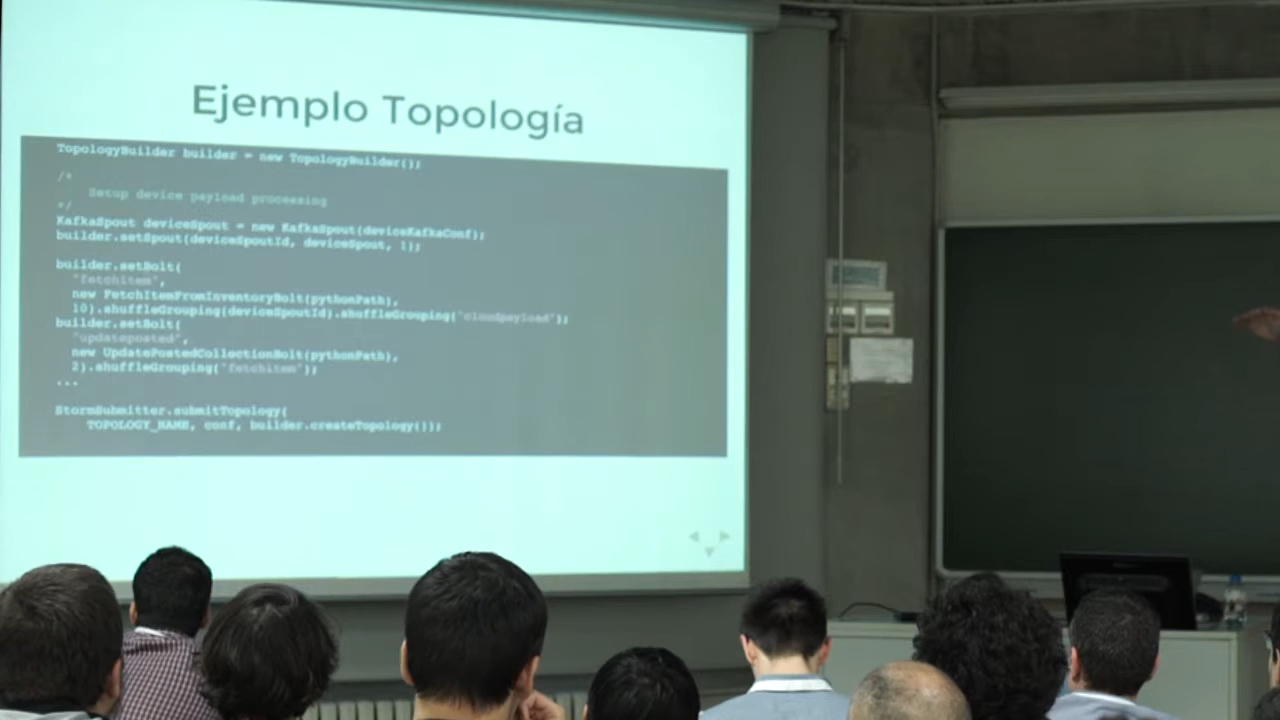 Ejemplo Topología
TopologyBuilder builder = new TopologyBuilder();
/*
Setup device payload processing
*/
KafkaSpout deviceSpout = new KafkaSpout(deviceKafkaConf);
builder.setSpout(deviceSpoutId, deviceSpout, 1);
builder.setBolt(
"fetchitem",
new FetchItemFromInventoryBolt(pythonPath),
10).shuffleGrouping(deviceSpoutId).shuffleGrouping("cloudpayload");
builder.setBolt(
"updateposted",
new UpdatePostedCollectionBolt(pythonPath),
2).shuffleGrouping("fetchitem");
...
StormSubmitter.submitTopology(
TOPOLOGY_NAME, conf, builder.createTopology());